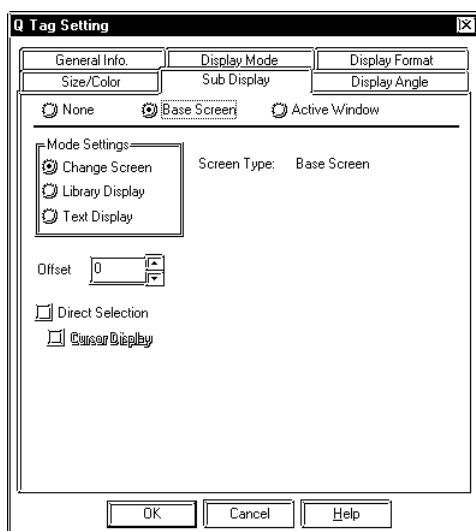 Q Tag Setting
General Info. Display Mode Display Format
Size/Color Sub Display Display Angle
None Base Screen Active Window
Mode Settings
Change Screen Screen Type: Base Screen
Library Display
Text Display
Offset 0
Direct Selection
Cursor Display
OK Cancel Help